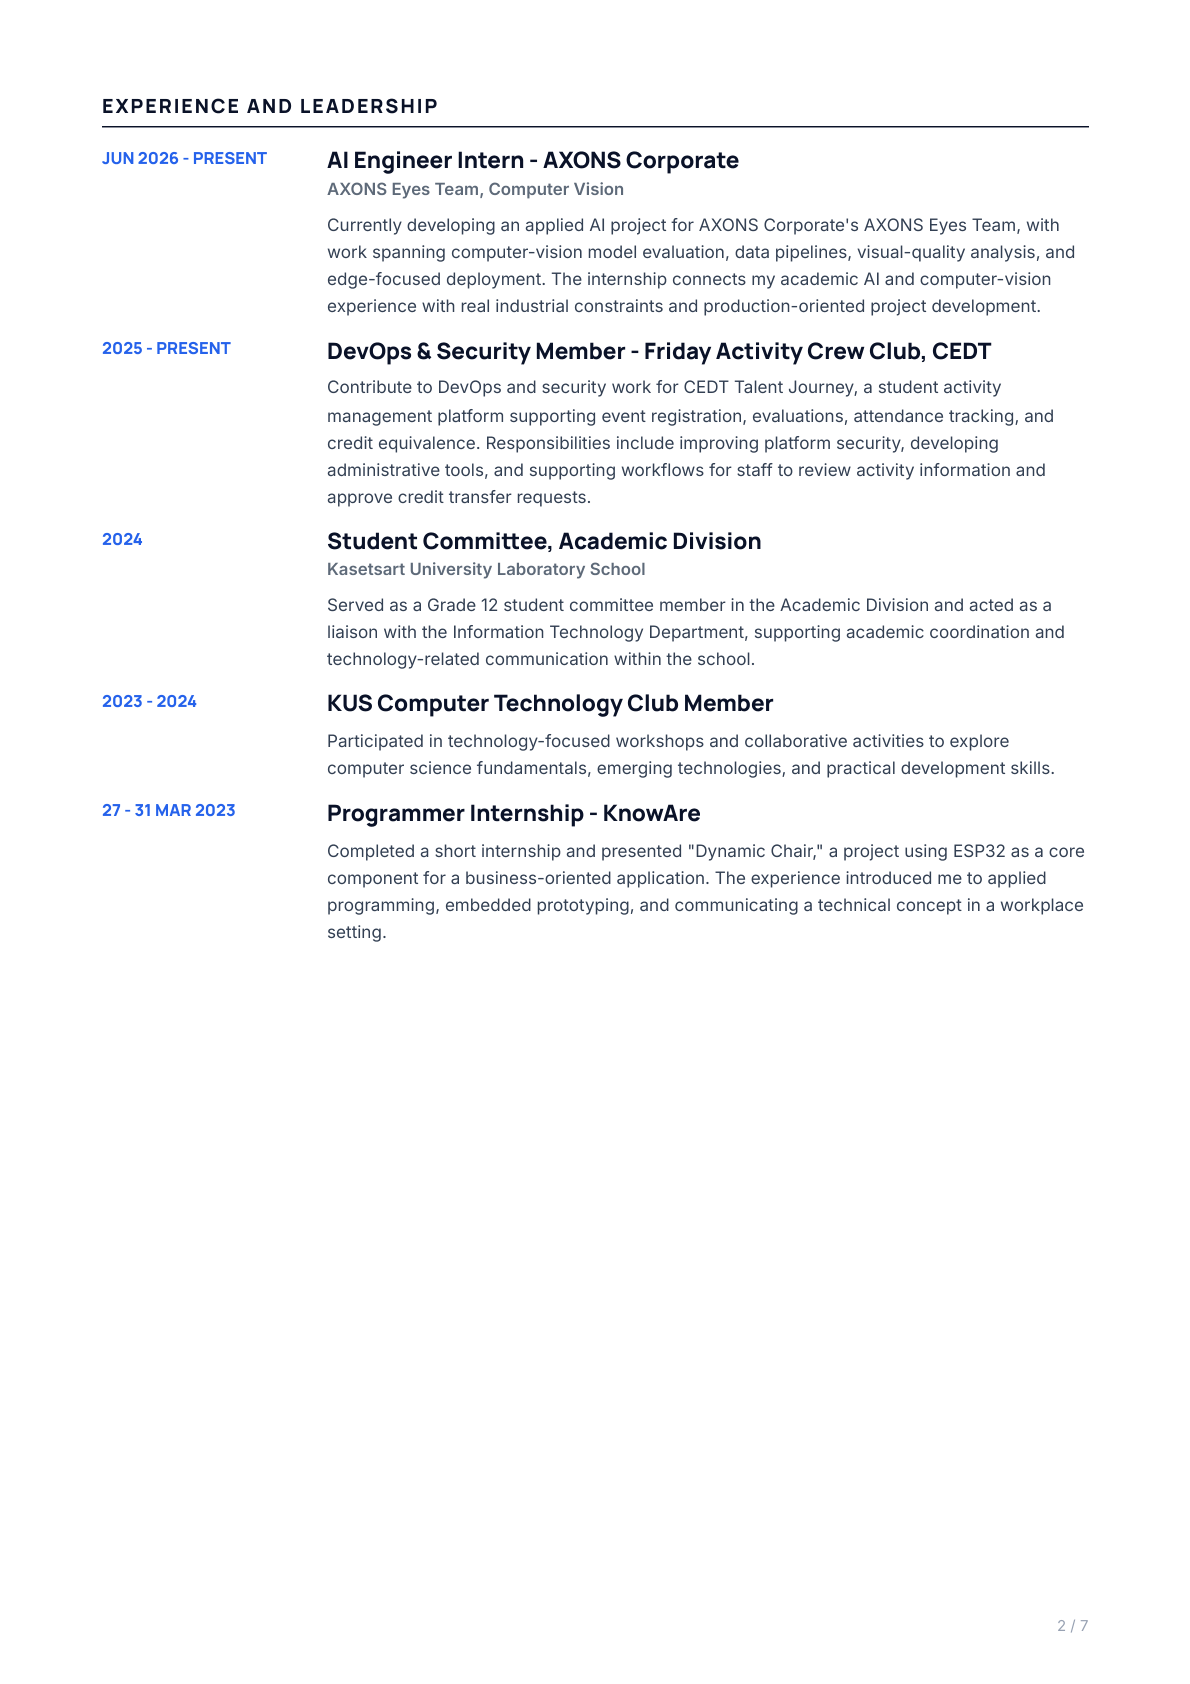 EXPERIENCE AND LEADERSHIP
JUN 2026 - PRESENT
AI Engineer Intern - AXONS Corporate
AXONS Eyes Team, Computer Vision
Currently developing an applied AI project for AXONS Corporate's AXONS Eyes Team, with
work spanning computer-vision model evaluation, data pipelines, visual-quality analysis, and
edge-focused deployment. The internship connects my academic AI and computer-vision
experience with real industrial constraints and production-oriented project development.
2025 - PRESENT
DevOps & Security Member - Friday Activity Crew Club, CEDT
Contribute to DevOps and security work for CEDT Talent Journey, a student activity
management platform supporting event registration, evaluations, attendance tracking, and
credit equivalence. Responsibilities include improving platform security, developing
administrative tools, and supporting workflows for staff to review activity information and
approve credit transfer requests.
2024
Student Committee, Academic Division
Kasetsart University Laboratory School
Served as a Grade 12 student committee member in the Academic Division and acted as a
liaison with the Information Technology Department, supporting academic coordination and
technology-related communication within the school.
2023 - 2024
KUS Computer Technology Club Member
Participated in technology-focused workshops and collaborative activities to explore
computer science fundamentals, emerging technologies, and practical development skills.
27 - 31 MAR 2023
Programmer Internship - KnowAre
Completed a short internship and presented "Dynamic Chair," a project using ESP32 as a core
component for a business-oriented application. The experience introduced me to applied
programming, embedded prototyping, and communicating a technical concept in a workplace
setting.
2 / 7